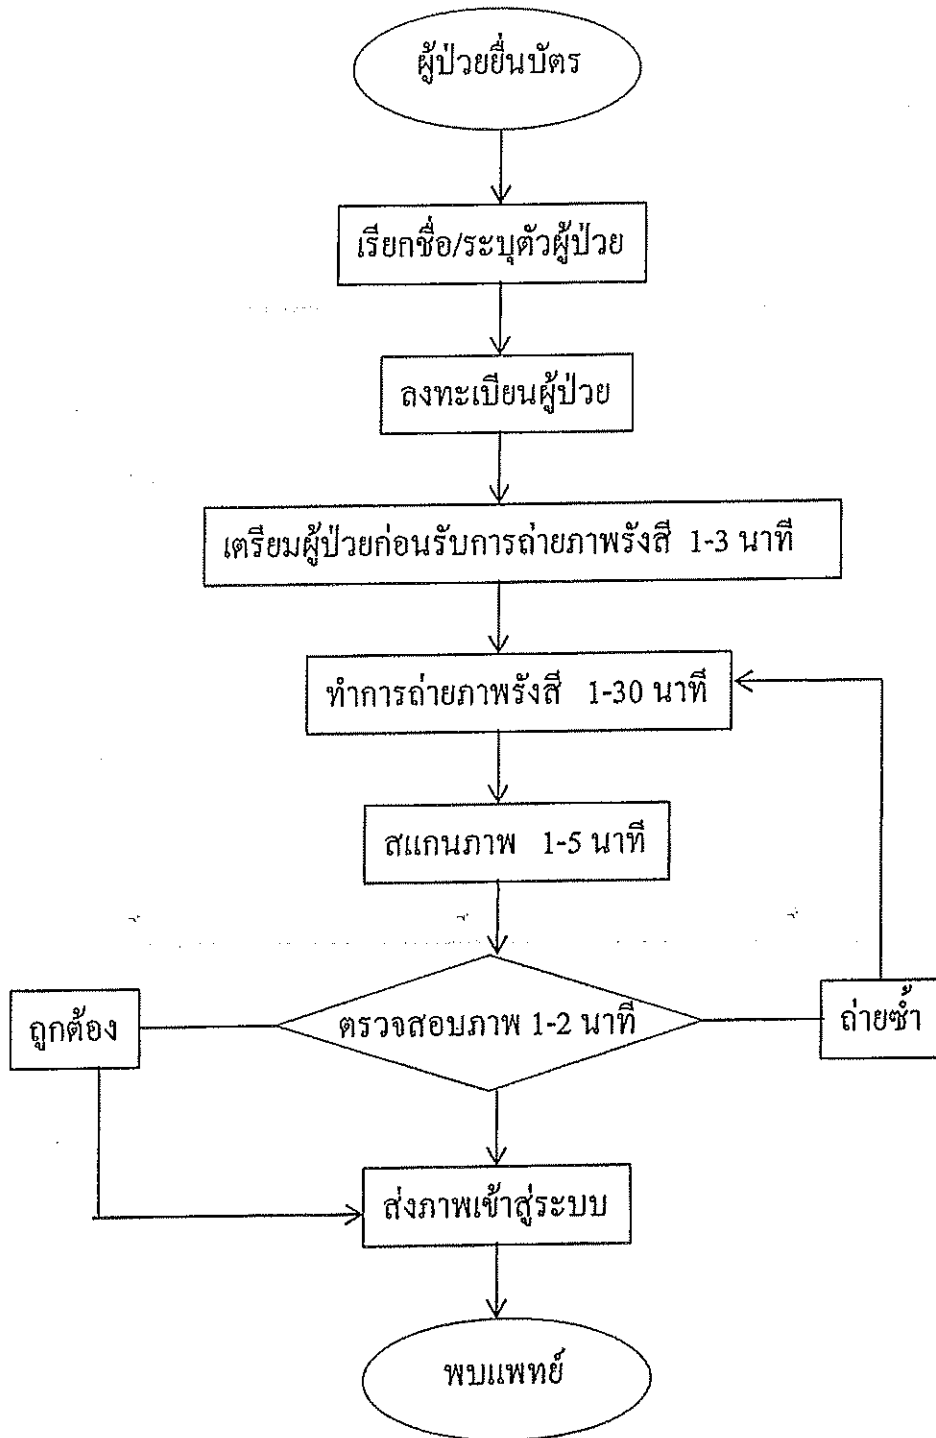 ผู้ป่วยยื่นบัตร
เรียกชื่อ/ระบุตัวผู้ป่วย
ลงทะเบียนผู้ป่วย
เตรียมผู้ป่วยก่อนรับการถ่ายภาพรังสี 1-3 นาที
ทำการถ่ายภาพรังสี 1-30 นาที
สแกนภาพ 1-5 นาที
ถูกต้อง
ตรวจสอบภาพ 1-2 นาที
ถ่ายซ้ำ
ส่งภาพเข้าสู่ระบบ
พบแพทย์